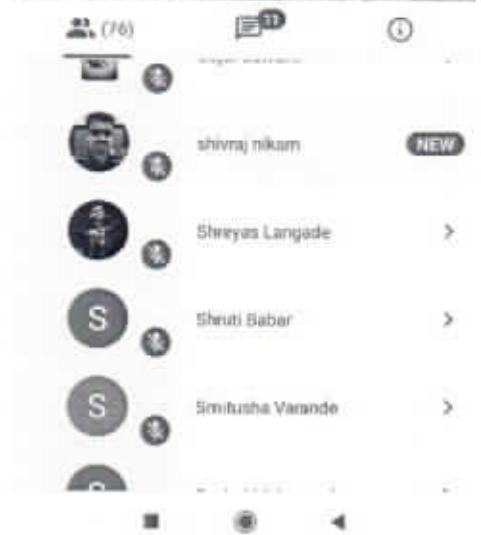 (76)
11
shivraj nikam
NEW
Shreyas Langade
S
Shruti Babar
S
Smitusha Varande
S